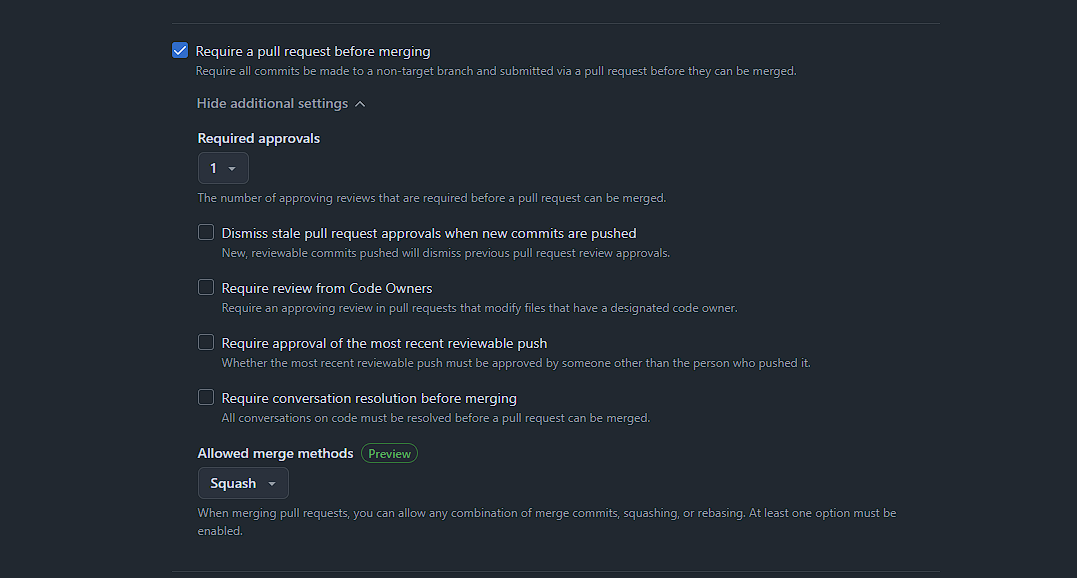 Require a pull request before merging
Require all commits be made to a non-target branch and submitted via a pull request before they can be merged.
Hide additional settings
Required approvals
1
The number of approving reviews that are required before a pull request can be merged.
Dismiss stale pull request approvals when new commits are pushed
New, reviewable commits pushed will dismiss previous pull request review approvals.
Require review from Code Owners
Require an approving review in pull requests that modify files that have a designated code owner.
Require approval of the most recent reviewable push
Whether the most recent reviewable push must be approved by someone other than the person who pushed it.
Require conversation resolution before merging
All conversations on code must be resolved before a pull request can be merged.
Allowed merge methods Preview
Squash
When merging pull requests, you can allow any combination of merge commits, squashing, or rebasing. At least one option must be
enabled.